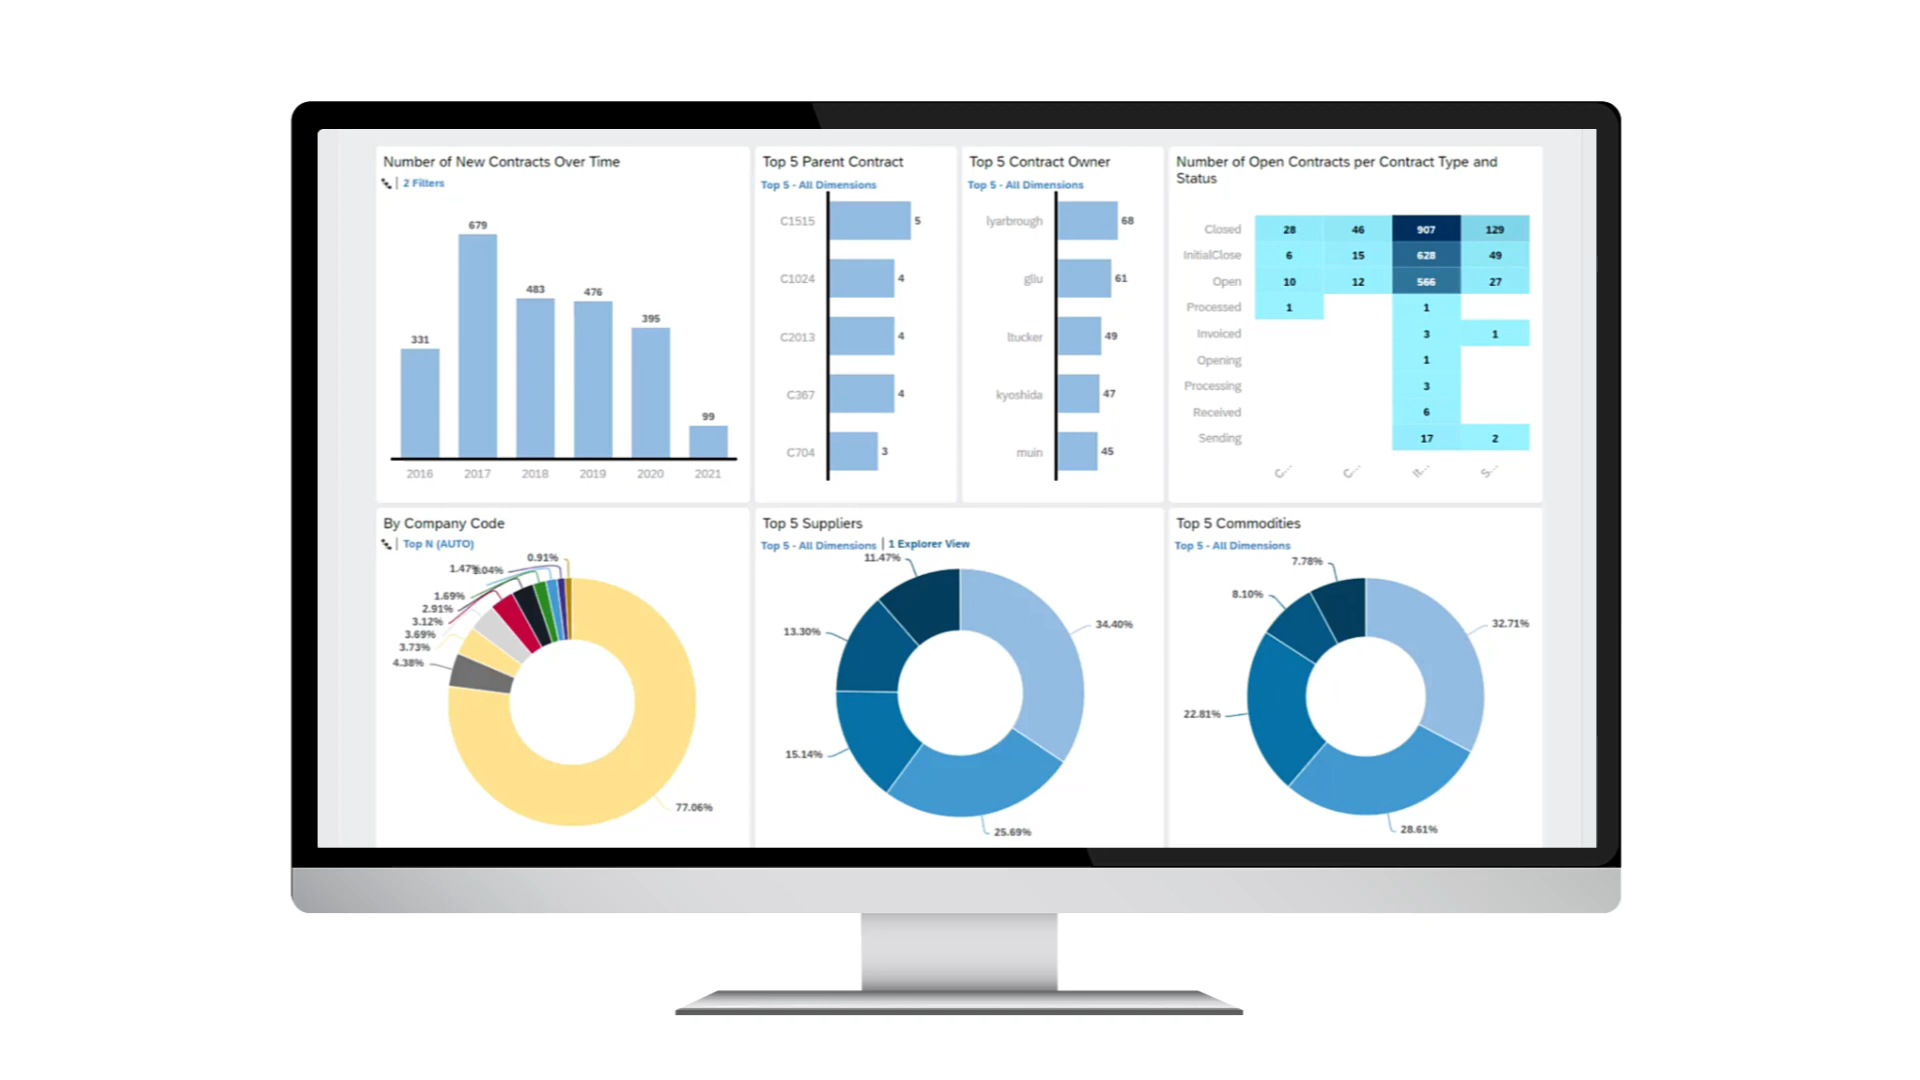 Number of New Contracts Over Time
2 Filters
331
679
483
476
395
99
2016 2017 2018 2019 2020 2021
Top 5 Parent Contract
Top 5 - All Dimensions
C1515 5
C1024 4
C2013 4
C367 4
C704 3
Top 5 Contract Owner
Top 5 - All Dimensions
lyarbrough 68
gliu 61
ltucker 49
kyoshida 47
muin 45
Number of Open Contracts per Contract Type and
Status
Closed 28 46 907 129
InitialClose 6 15 628 49
Open 10 12 566 27
Processed 1 1
Invoiced 3 1
Opening 1
Processing 3
Received 6
Sending 17 2
C... C... It... S...
By Company Code
Top N (AUTO)
0.91%
1.04%
1.47%
1.69%
2.91%
3.12%
3.69%
3.73%
4.38%
77.06%
Top 5 Suppliers
Top 5 - All Dimensions | 1 Explorer View
11.47%
34.40%
13.30%
15.14%
25.69%
Top 5 Commodities
Top 5 - All Dimensions
7.78%
8.10%
32.71%
22.81%
28.61%